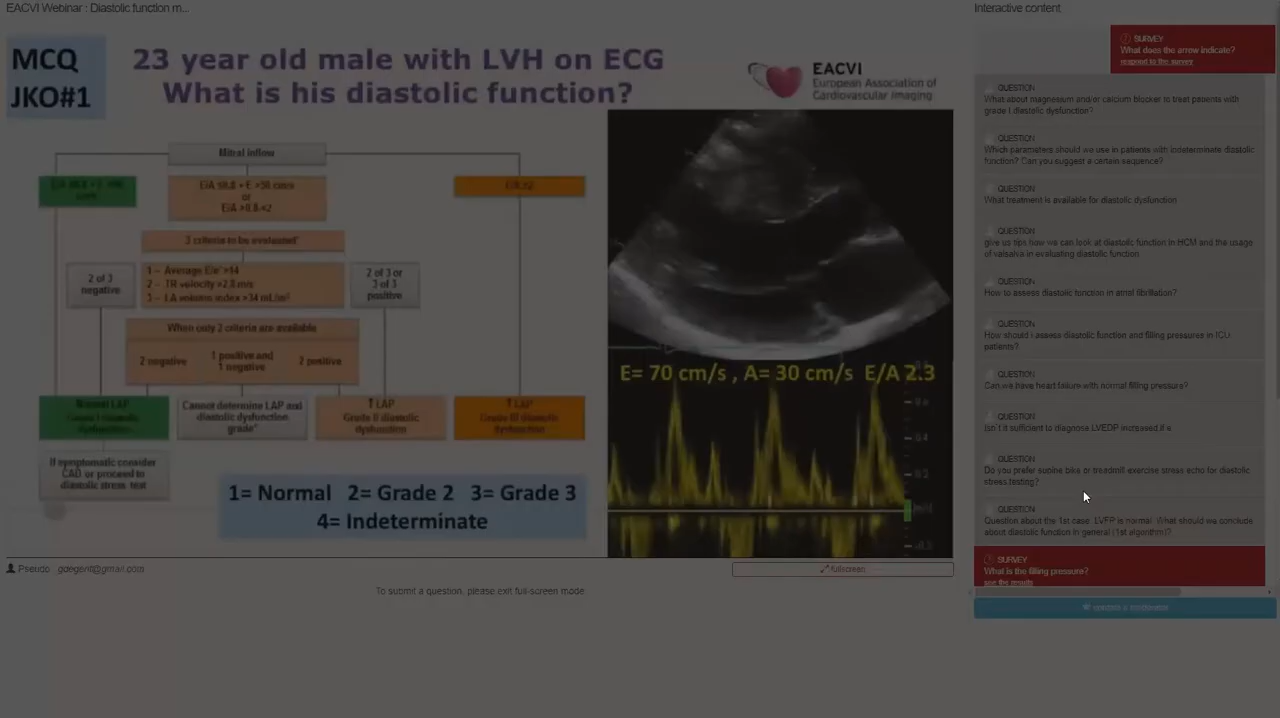 EACVI Webinar : Diastolic function m...
MCQ
JKO#1
23 year old male with LVH on ECG
What is his diastolic function?
EACVI
European Association of
Cardiovascular Imaging
Mitral inflow
E/A ≤0.8 + E >50 cm/s
or
E/A >0.8-<2
E/A ≥2
3 criteria to be evaluated*
2 of 3
negative
1 – Average E/e' >14
2 – TR velocity >2.8 m/s
3 – LA volume index >34 mL/m²
2 of 3 or
3 of 3
positive
When only 2 criteria are available
2 negative
1 positive and
1 negative
2 positive
Normal LAP
Grade I diastolic
dysfunction
Cannot determine LAP and
diastolic dysfunction
grade*
↑ LAP
Grade II diastolic
dysfunction
↑ LAP
Grade III diastolic
dysfunction
If symptomatic consider
CAD or proceed to
diastolic stress test
1= Normal 2= Grade 2 3= Grade 3
4= Indeterminate
E= 70 cm/s , A= 30 cm/s E/A 2.3
0.6
0.4
0.2
Pseudo : gdegent@gmail.com
fullscreen
To submit a question, please exit full-screen mode
Interactive content
SURVEY
What does the arrow indicate?
respond to the survey
QUESTION
What about magnesium and/or calcium blocker to treat patients with
grade I diastolic dysfunction?
QUESTION
Which parameters should we use in patients with indeterminate diastolic
function? Can you suggest a certain sequence?
QUESTION
What treatment is available for diastolic dysfunction
QUESTION
give us tips how we can look at diastolic function in HCM and the usage
of valsalva in evaluating diastolic function
QUESTION
How to assess diastolic function in atrial fibrillation?
QUESTION
How should i assess diastolic function and filling pressures in ICU
patients?
QUESTION
Can we have heart failure with normal filling pressure?
QUESTION
Isn't it sufficient to diagnose LVEDP increased if e
QUESTION
Do you prefer supine bike or treadmill exercise stress echo for diastolic
stress testing?
QUESTION
Question about the 1st case: LVFP is normal. What should we conclude
about diastolic function in general (1st algorithm)?
SURVEY
What is the filling pressure?
see the results